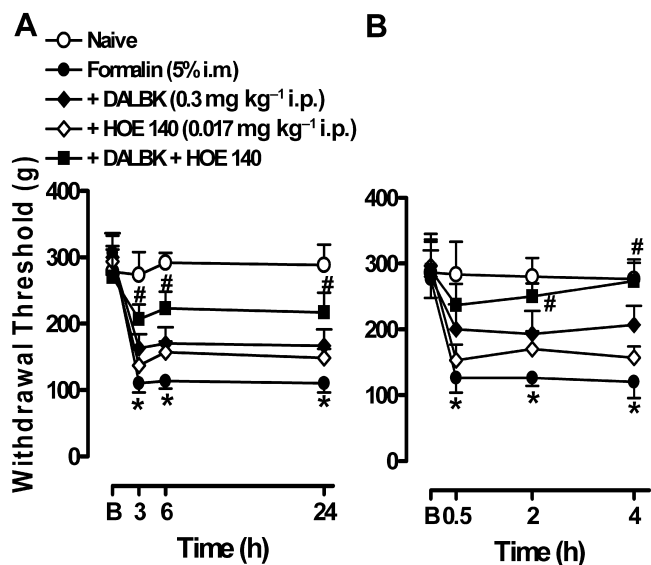 A
B
Naive
Formalin (5% i.m.)
+ DALBK (0.3 mg kg⁻¹ i.p.)
+ HOE 140 (0.017 mg kg⁻¹ i.p.)
+ DALBK + HOE 140
Withdrawal Threshold (g)
400
300
200
100
0
# # #
* * *
B 3 6 24
Time (h)
400
300
200
100
0
# #
* * *
B 0.5 2 4
Time (h)